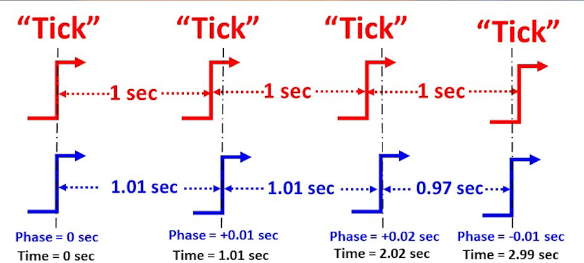 “Tick” “Tick” “Tick” “Tick”
1 sec 1 sec 1 sec
1.01 sec 1.01 sec 0.97 sec
Phase = 0 sec Phase = +0.01 sec Phase = +0.02 sec Phase = -0.01 sec
Time = 0 sec Time = 1.01 sec Time = 2.02 sec Time = 2.99 sec